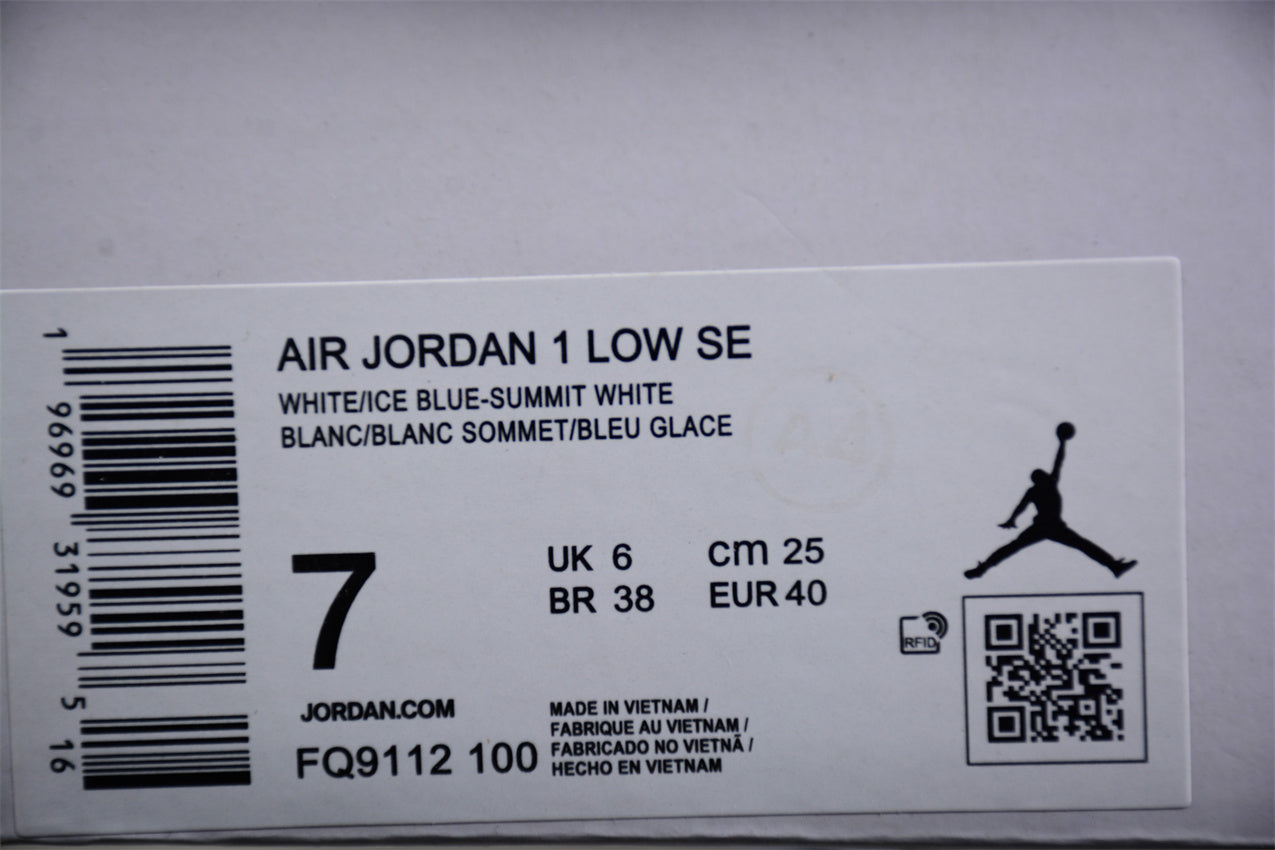 AIR JORDAN 1 LOW SE
WHITE/ICE BLUE-SUMMIT WHITE
BLANC/BLANC SOMMET/BLEU GLACE
7
UK 6 cm 25
BR 38 EUR 40
RFID
JORDAN.COM
FQ9112 100
MADE IN VIETNAM /
FABRIQUE AU VIETNAM /
FABRICADO NO VIETNÃ /
HECHO EN VIETNAM
1 96969 31959 5 16